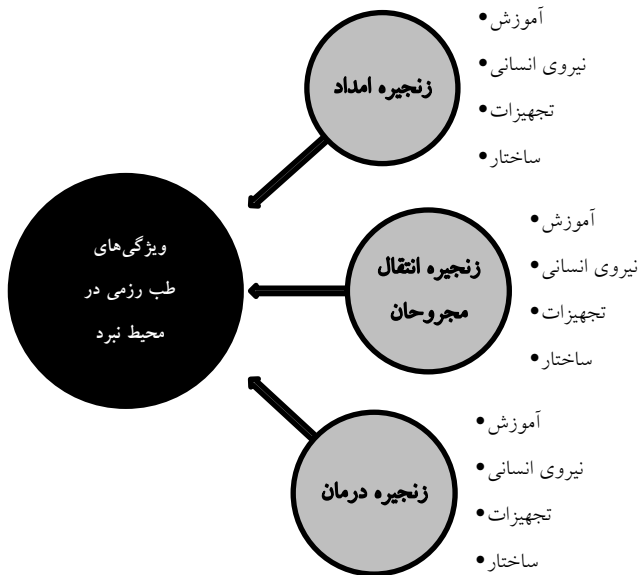 زنجیره امداد
•آموزش
•نیروی انسانی
•تجهیزات
•ساختار
ویژگی‌های
طب رزمی در
محیط نبرد
زنجیره انتقال
مجروحان
•آموزش
•نیروی انسانی
•تجهیزات
•ساختار
زنجیره درمان
•آموزش
•نیروی انسانی
•تجهیزات
•ساختار